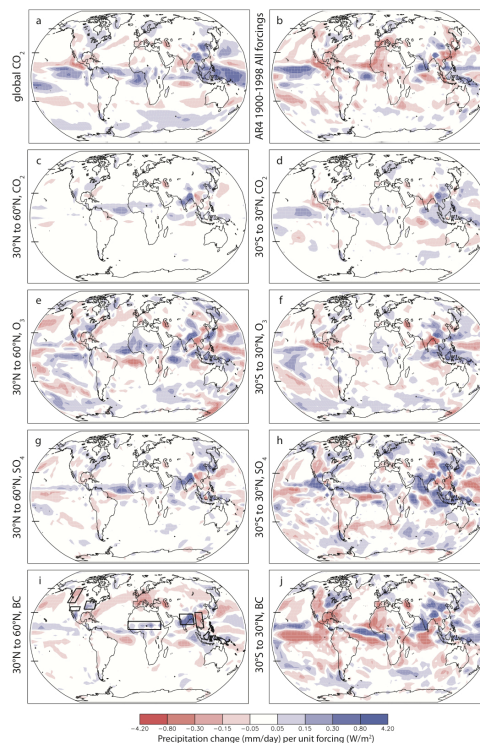 a
global CO2
b
AR4 1900-1998 All forcings
c
30°N to 60°N, CO2
d
30°S to 30°N, CO2
e
30°N to 60°N, O3
f
30°S to 30°N, O3
g
30°N to 60°N, SO4
h
30°S to 30°N, SO4
i
30°N to 60°N, BC
j
30°S to 30°N, BC
-4.20 -0.80 -0.30 -0.15 -0.05 0.05 0.15 0.30 0.80 4.20
Precipitation change (mm/day) per unit forcing (W/m2)